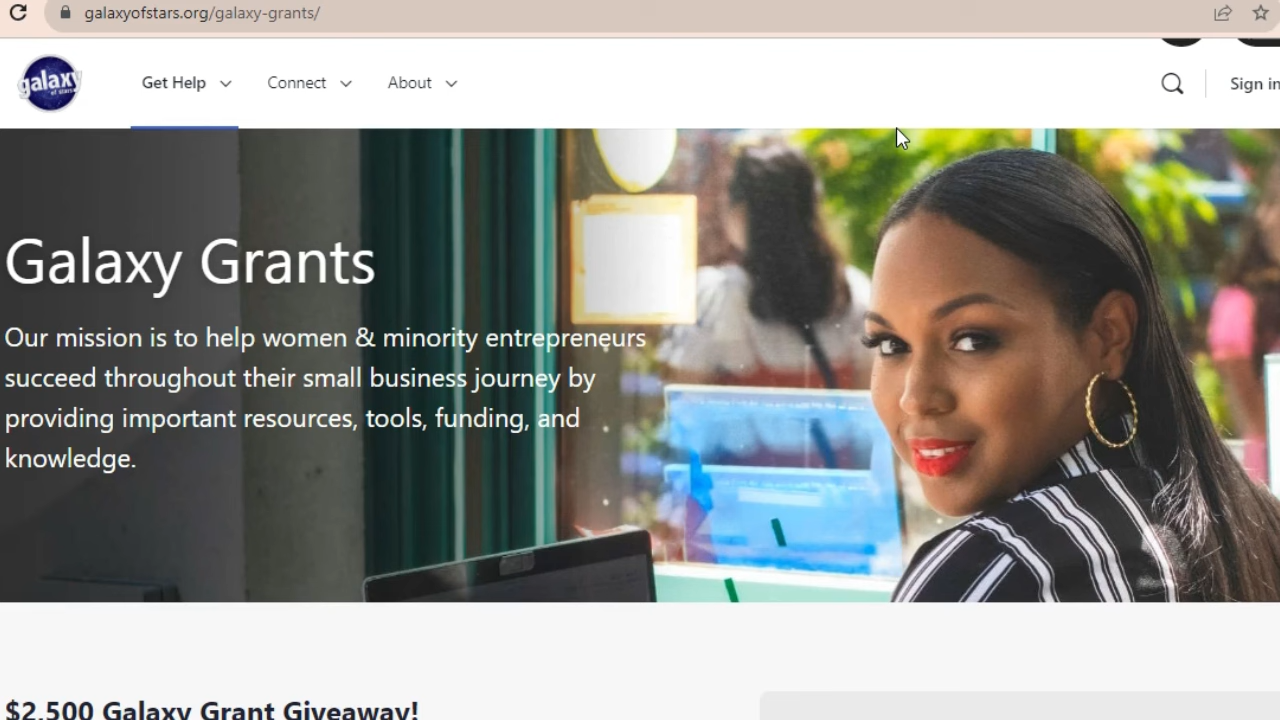 galaxyofstars.org/galaxy-grants/
galaxy
of stars
Get Help
Connect
About
Sign in
Galaxy Grants
Our mission is to help women & minority entrepreneurs
succeed throughout their small business journey by
providing important resources, tools, funding, and
knowledge.
$2,500 Galaxy Grant Giveaway!